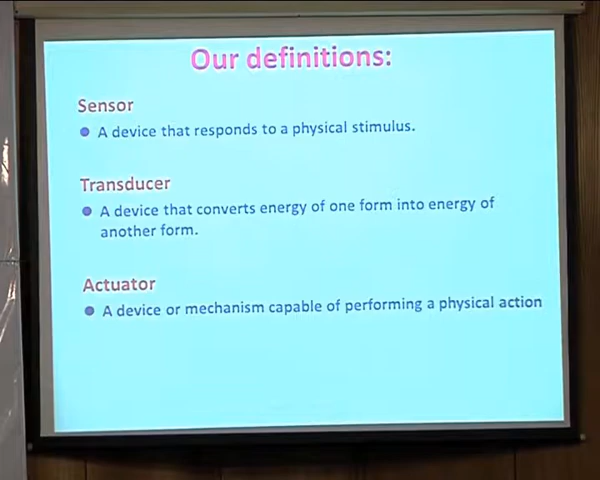 Our definitions:
Sensor
A device that responds to a physical stimulus.
Transducer
A device that converts energy of one form into energy of
another form.
Actuator
A device or mechanism capable of performing a physical action